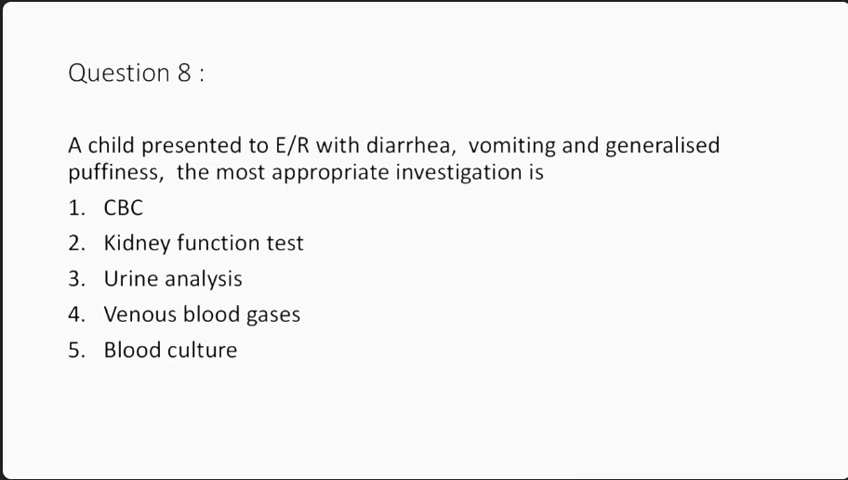 Question 8 :
A child presented to E/R with diarrhea, vomiting and generalised
puffiness, the most appropriate investigation is
1. CBC
2. Kidney function test
3. Urine analysis
4. Venous blood gases
5. Blood culture